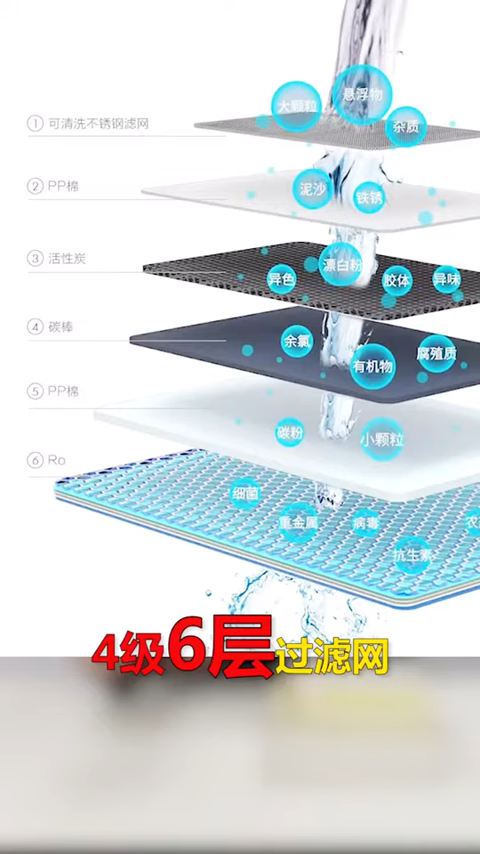 大颗粒
悬浮物
杂质
① 可清洗不锈钢滤网
② PP棉
泥沙
铁锈
③ 活性炭
异色
漂白粉
胶体
异味
④ 碳棒
余氯
有机物
腐殖质
⑤ PP棉
碳粉
小颗粒
⑥ Ro
细菌
重金属
病毒
抗生素
4级6层过滤网